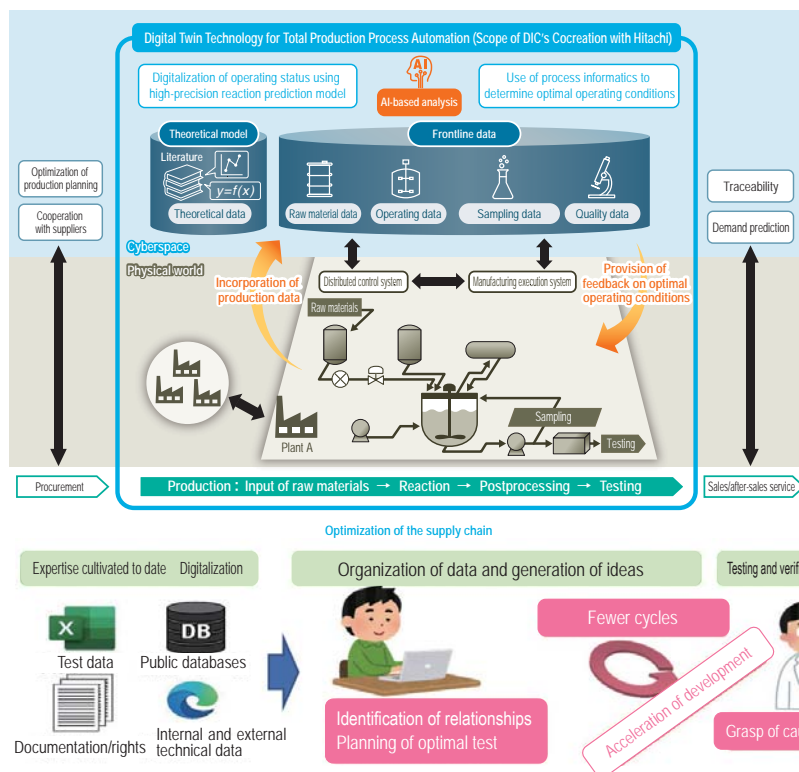 Digital Twin Technology for Total Production Process Automation (Scope of DIC's Cocreation with Hitachi)
Digitalization of operating status using
high-precision reaction prediction model
AI
AI-based analysis
Use of process informatics to
determine optimal operating conditions
Theoretical model
Literature
y=f(x)
Theoretical data
Frontline data
Raw material data
Operating data
Sampling data
Quality data
Optimization of
production planning
Cooperation
with suppliers
Traceability
Demand prediction
Cyberspace
Physical world
Incorporation of
production data
Distributed control system
Manufacturing execution system
Provision of
feedback on optimal
operating conditions
Raw materials
Plant A
Sampling
Testing
Procurement
Production : Input of raw materials → Reaction → Postprocessing → Testing
Sales/after-sales service
Optimization of the supply chain
Expertise cultivated to date Digitalization
Organization of data and generation of ideas
Testing and verif
X
Test data
DB
Public databases
Documentation/rights
Internal and external
technical data
Fewer cycles
Acceleration of development
Identification of relationships
Planning of optimal test
Grasp of cau